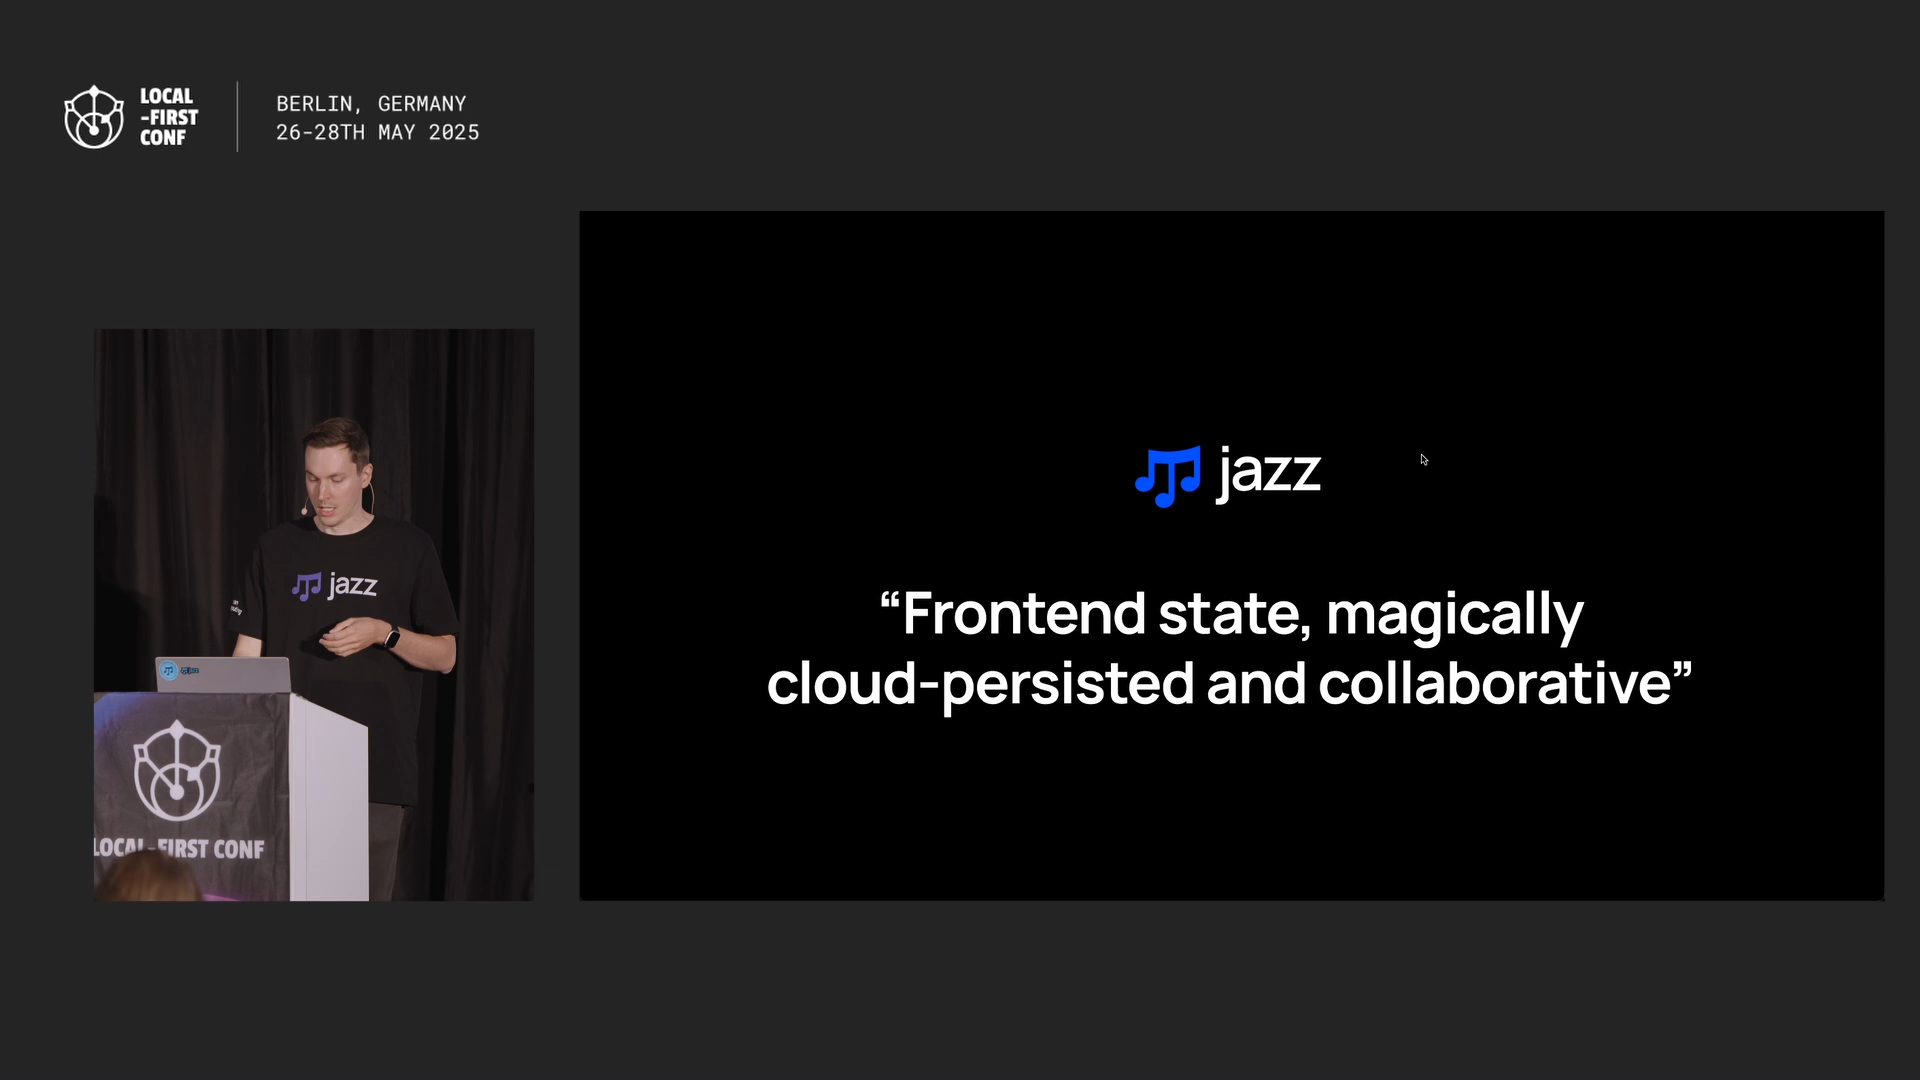 LOCAL
-FIRST
CONF
BERLIN, GERMANY
26-28TH MAY 2025
jazz
“Frontend state, magically
cloud-persisted and collaborative”
jazz
LOCAL-FIRST CONF